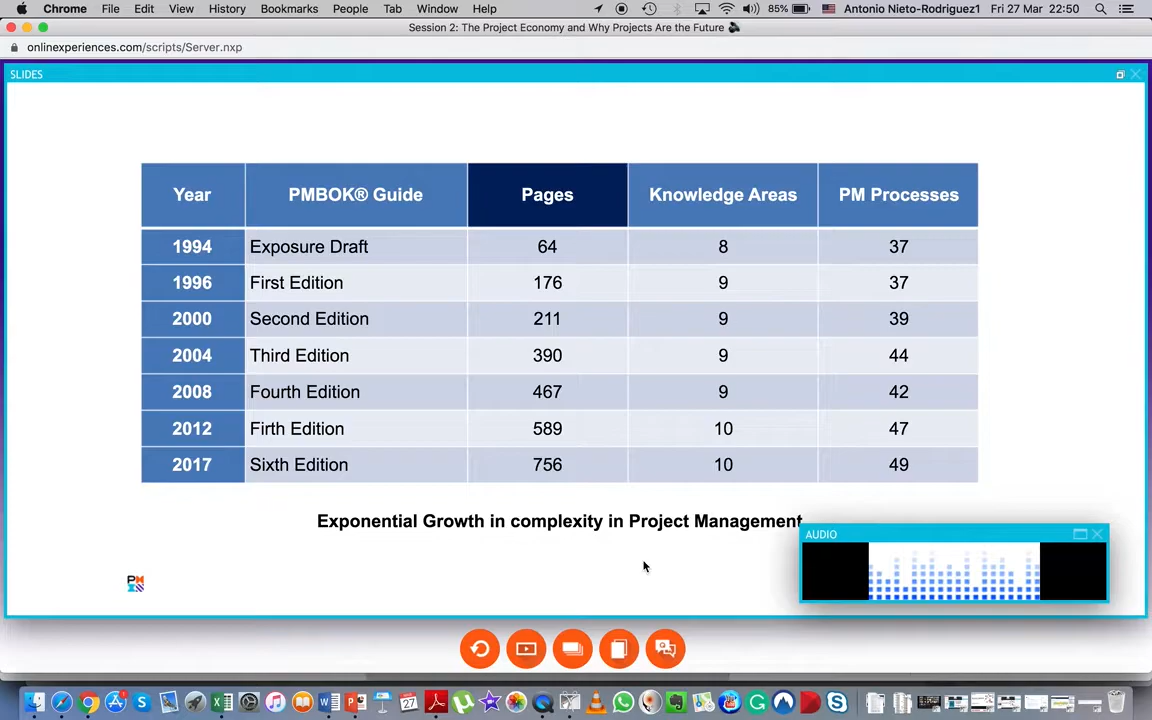 Chrome File Edit View History Bookmarks People Tab Window Help 85% Antonio Nieto-Rodriguez1 Fri 27 Mar 22:50
Session 2: The Project Economy and Why Projects Are the Future
onlinexperiences.com/scripts/Server.nxp
SLIDES
Year PMBOK® Guide Pages Knowledge Areas PM Processes
1994 Exposure Draft 64 8 37
1996 First Edition 176 9 37
2000 Second Edition 211 9 39
2004 Third Edition 390 9 44
2008 Fourth Edition 467 9 42
2012 Firth Edition 589 10 47
2017 Sixth Edition 756 10 49
Exponential Growth in complexity in Project Management
AUDIO